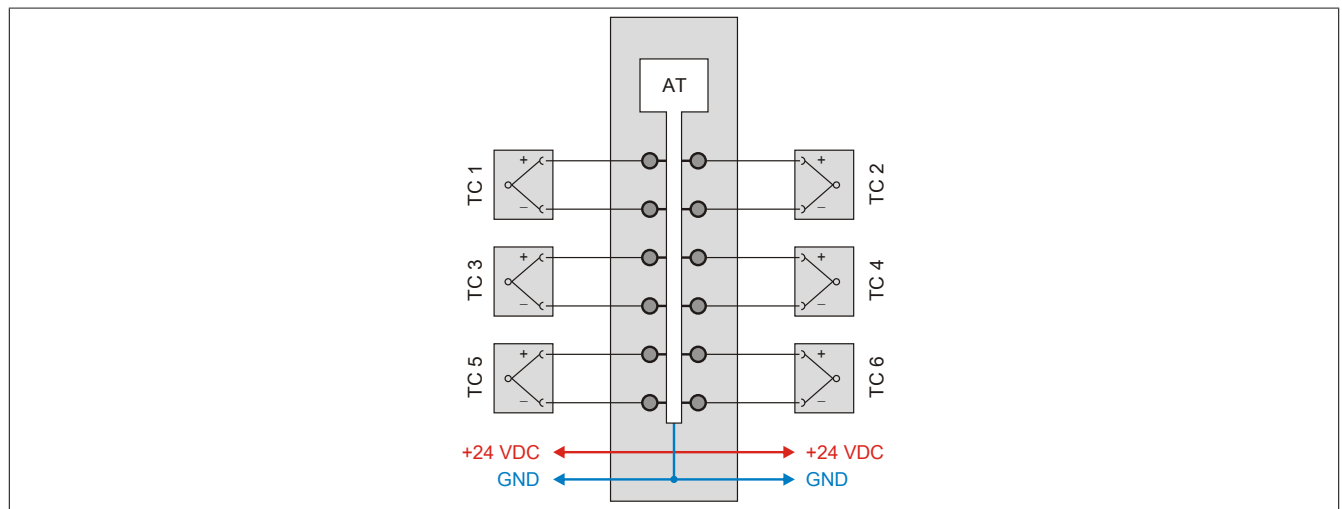 AT
TC 1
+
−
+
−
TC 2
TC 3
+
−
+
−
TC 4
TC 5
+
−
+
−
TC 6
+24 VDC
+24 VDC
GND
GND